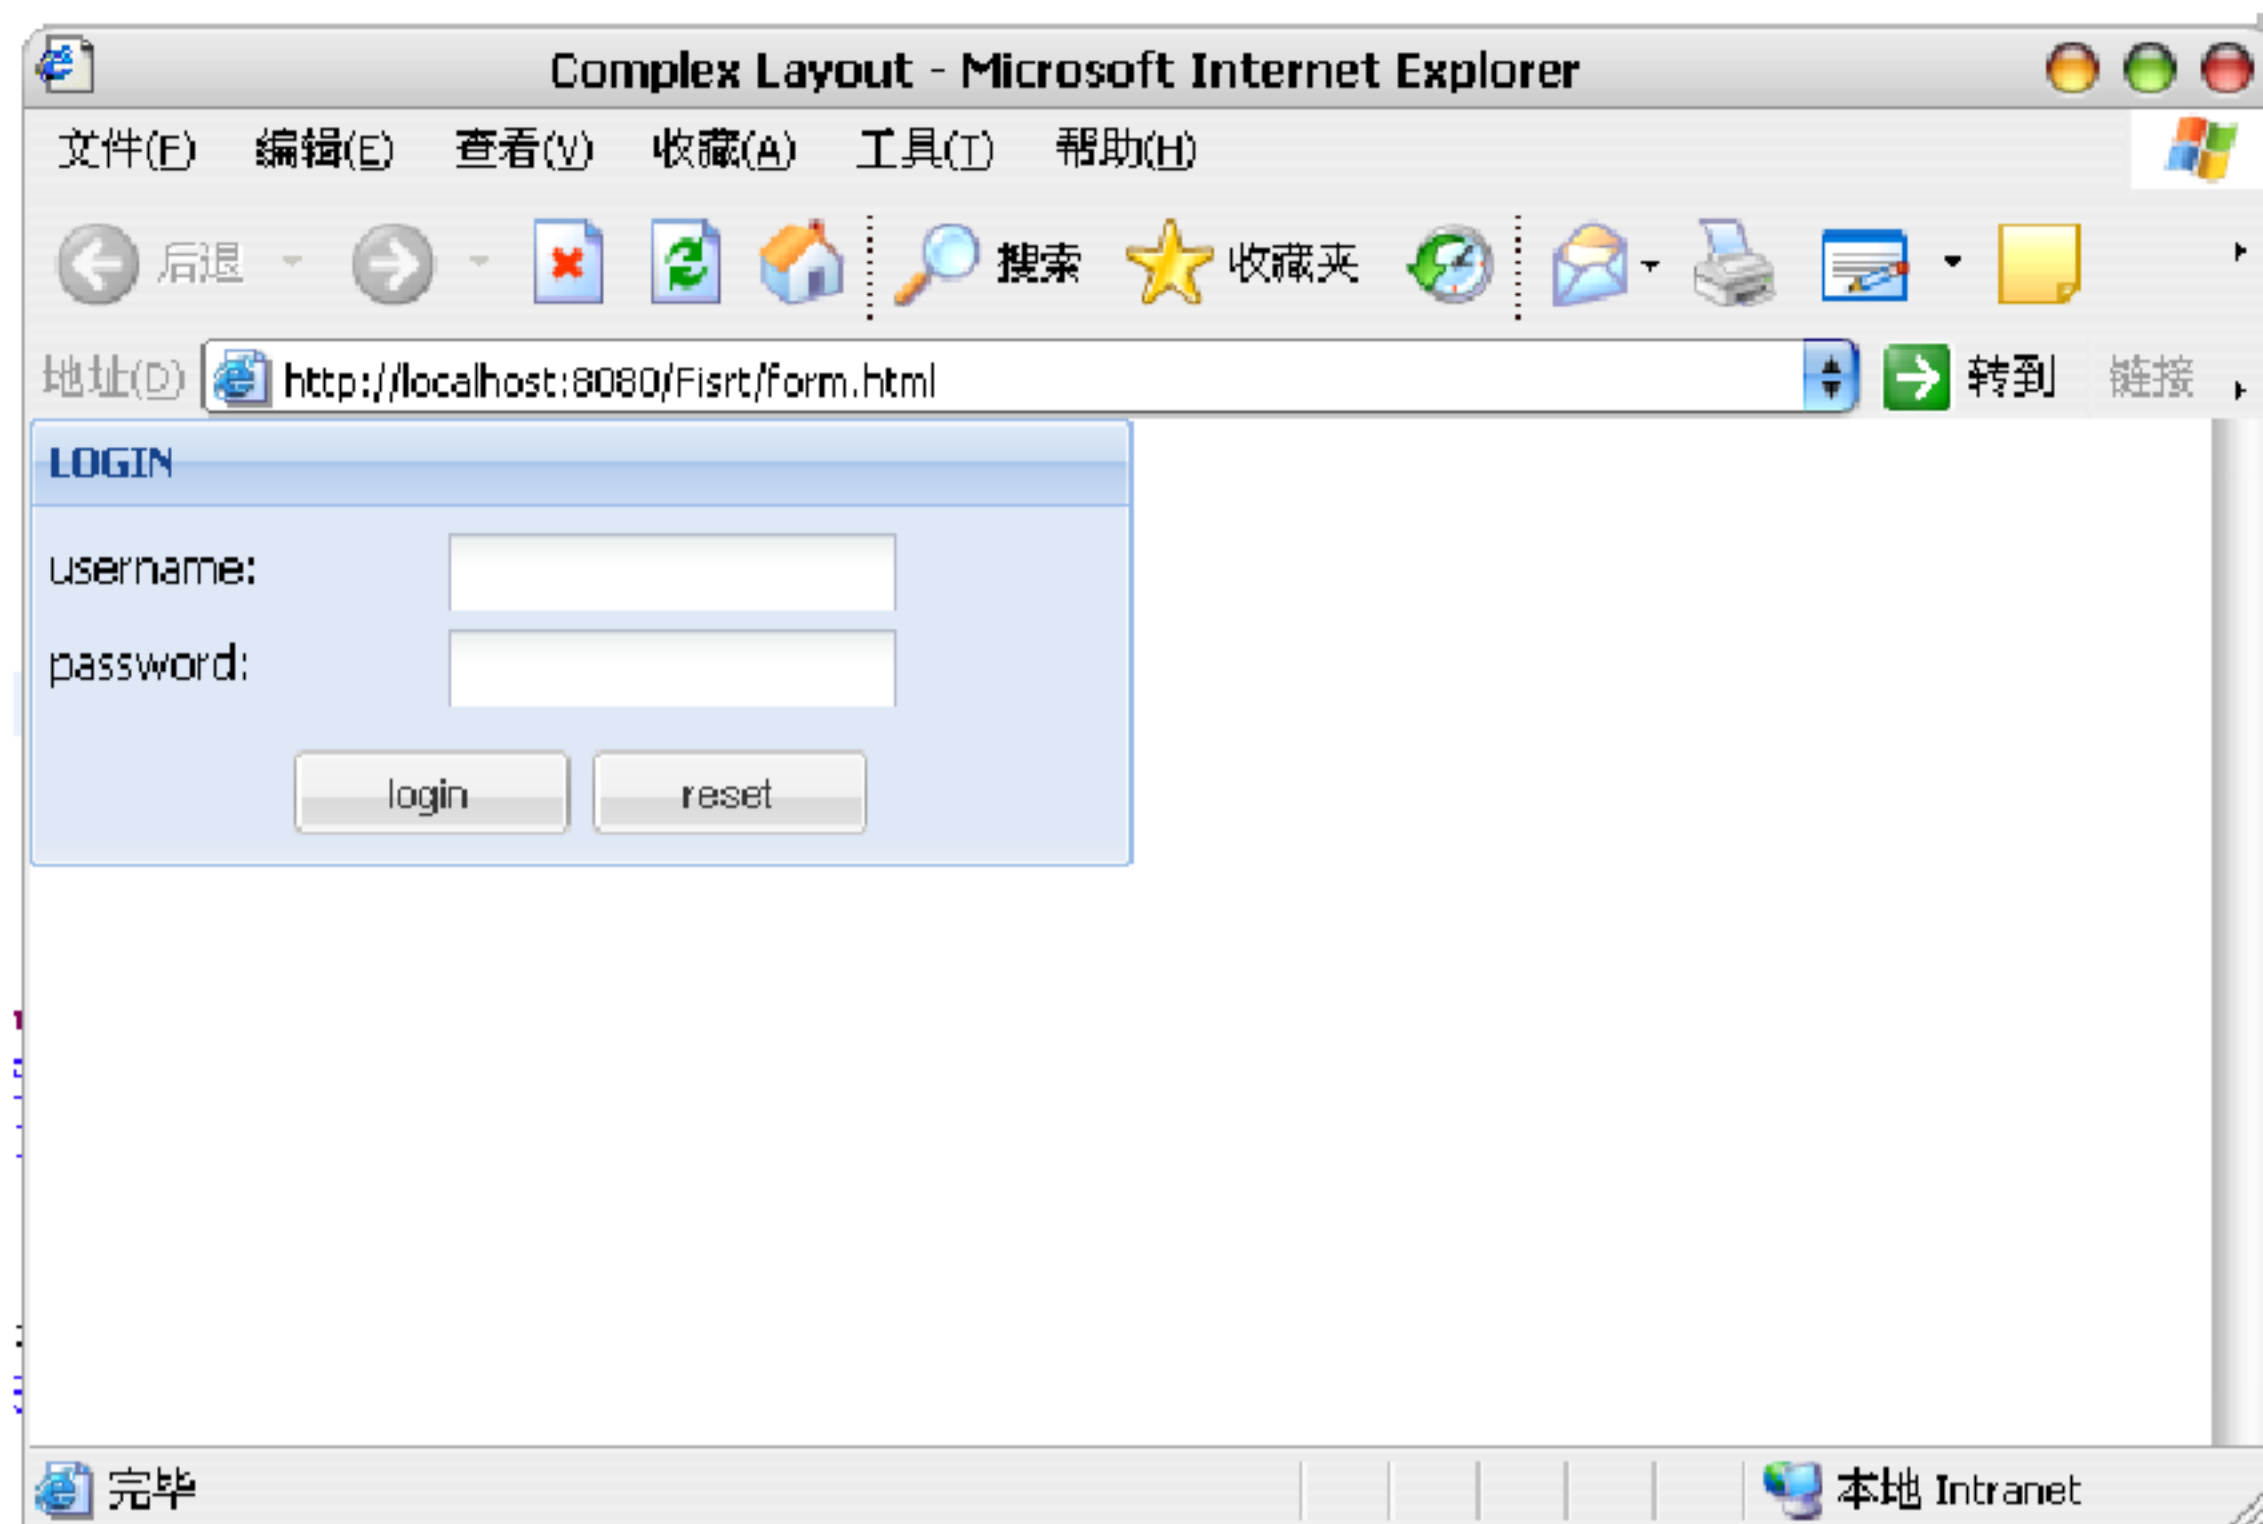 Complex Layout - Microsoft Internet Explorer
文件(F) 编辑(E) 查看(V) 收藏(A) 工具(T) 帮助(H)
后退 搜索 收藏夹
地址(D) http://localhost:8080/Fisrt/form.html 转到 链接
LOGIN
username:
password:
login reset
完毕 本地 Intranet